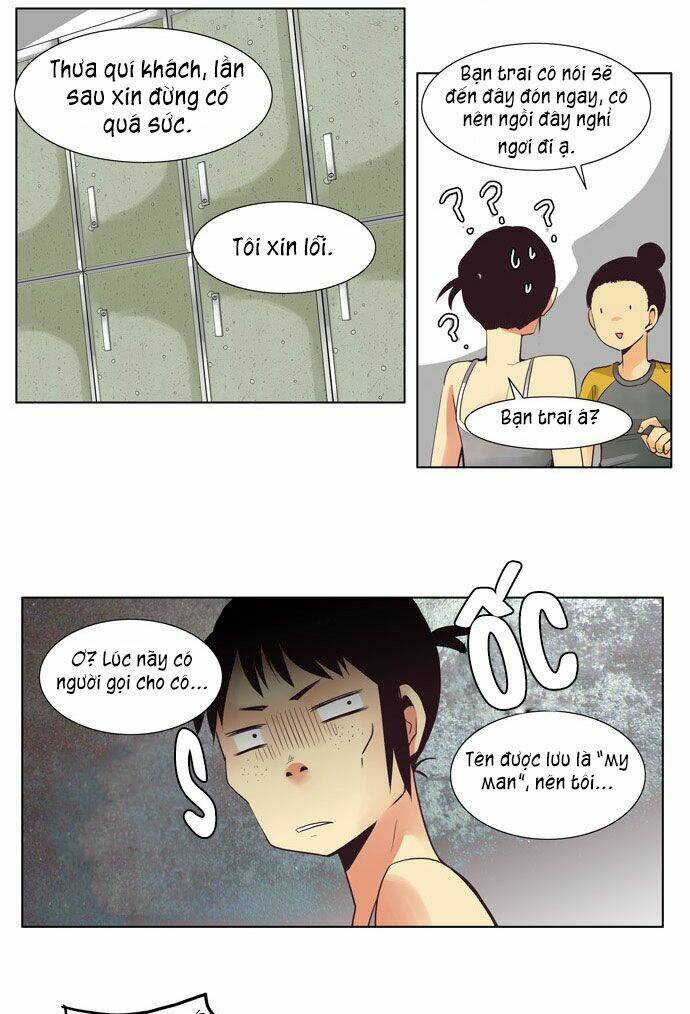 Thưa quí khách, lần
sau xin đừng cố
quá sức.
Tôi xin lỗi.
Bạn trai cô nói sẽ
đến đây đón ngay, cô
nên ngồi đây nghỉ
ngơi đi ạ.
? ? ? ? ?
Bạn trai á?
Ơ? Lúc nãy có
người gọi cho cô...
SỐC
Tên được lưu là "My
Man", nên tôi...